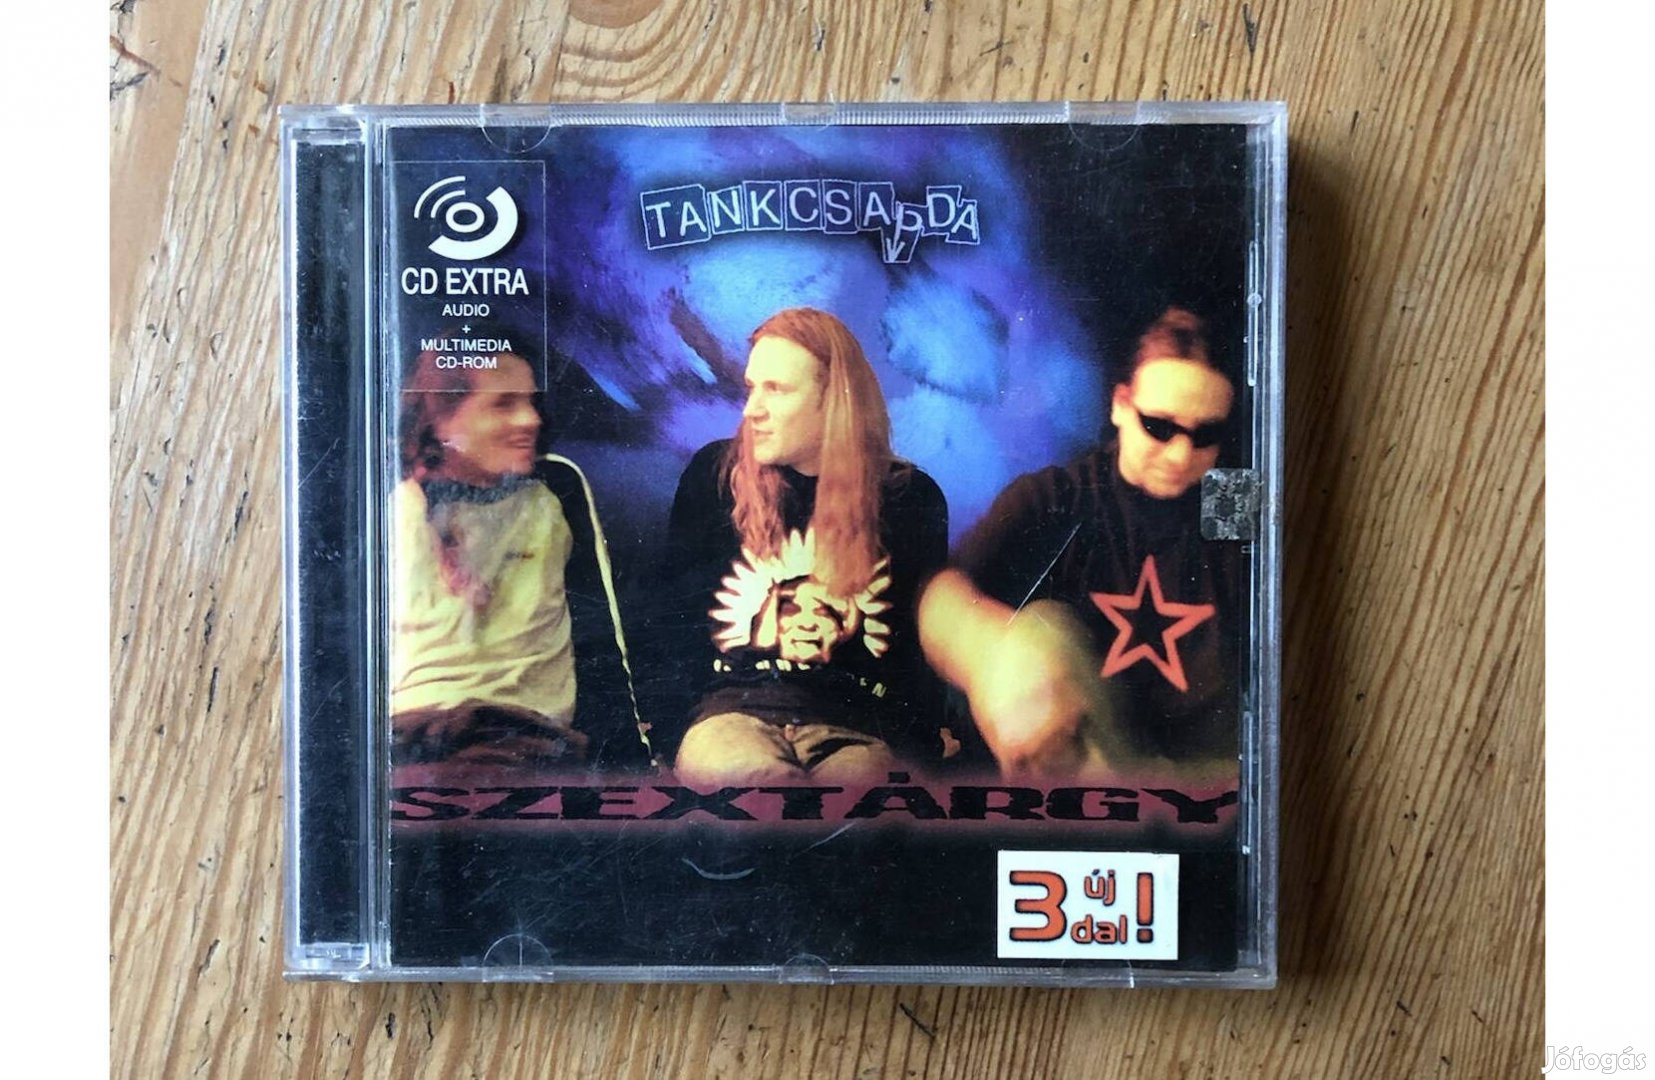 TANKCSAPDA
CD EXTRA
AUDIO
+
MULTIMEDIA
CD-ROM
SZEXTÁRGY
3 új
dal!
Jófogás